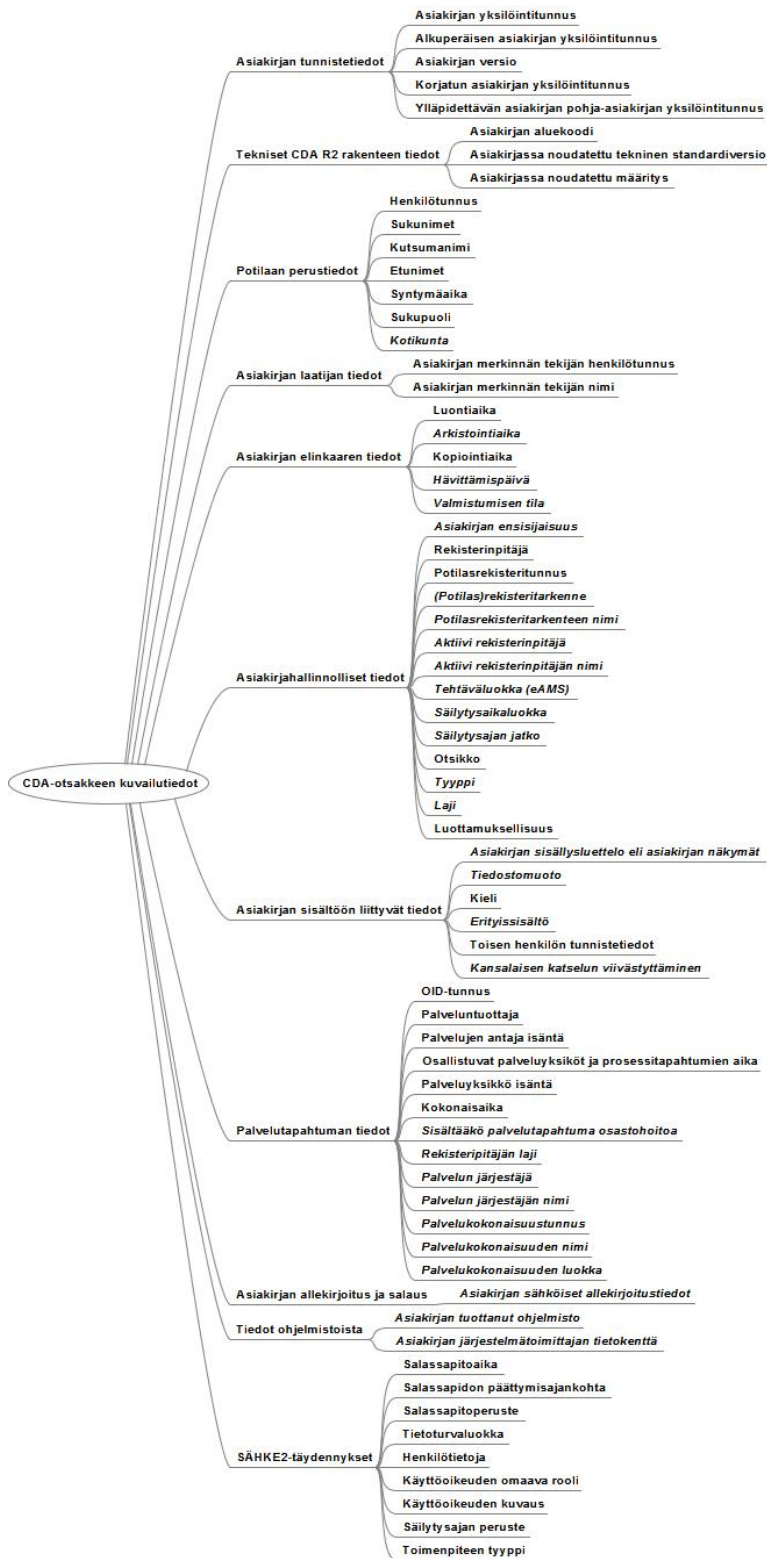 Asiakirjan yksilöintitunnus
Alkuperäisen asiakirjan yksilöintitunnus
Asiakirjan tunnistetiedot
Asiakirjan versio
Korjatun asiakirjan yksilöintitunnus
Ylläpidettävän asiakirjan pohja-asiakirjan yksilöintitunnus
Asiakirjan aluekoodi
Tekniset CDA R2 rakenteen tiedot
Asiakirjassa noudatettu tekninen standardiversio
Asiakirjassa noudatettu määritys
Henkilötunnus
Sukunimet
Kutsumanimi
Potilaan perustiedot
Etunimet
Syntymäaika
Sukupuoli
Kotikunta
Asiakirjan laatijan tiedot
Asiakirjan merkinnän tekijän henkilötunnus
Asiakirjan merkinnän tekijän nimi
Luontiaika
Arkistointiaika
Asiakirjan elinkaaren tiedot
Kopiointiaika
Hävittämispäivä
Valmistumisen tila
Asiakirjan ensisijaisuus
Rekisterinpitäjä
Potilasrekisteritunnus
(Potilas)rekisteritarkenne
Potilasrekisteritarkenteen nimi
Aktiivi rekisterinpitäjä
Aktiivi rekisterinpitäjän nimi
Asiakirjahallinnolliset tiedot
Tehtäväluokka (eAMS)
Säilytysaikaluokka
Säilytysajan jatko
Otsikko
Tyyppi
Laji
Luottamuksellisuus
CDA-otsakkeen kuvailutiedot
Asiakirjan sisällysluettelo eli asiakirjan näkymät
Tiedostomuoto
Kieli
Asiakirjan sisältöön liittyvät tiedot
Erityissisältö
Toisen henkilön tunnistetiedot
Kansalaisen katselun viivästyttäminen
OID-tunnus
Palveluntuottaja
Palvelujen antaja isäntä
Osallistuvat palveluyksiköt ja prosessitapahtumien aika
Palveluyksikkö isäntä
Kokonaisaika
Palvelutapahtuman tiedot
Sisältääkö palvelutapahtuma osastohoitoa
Rekisteripitäjän laji
Palvelun järjestäjä
Palvelun järjestäjän nimi
Palvelukokonaisuustunnus
Palvelukokonaisuuden nimi
Palvelukokonaisuuden luokka
Asiakirjan allekirjoitus ja salaus
Asiakirjan sähköiset allekirjoitustiedot
Tiedot ohjelmistoista
Asiakirjan tuottanut ohjelmisto
Asiakirjan järjestelmätoimittajan tietokenttä
Salassapitoaika
Salassapidon päättymisajankohta
Salassapitoperuste
Tietoturvaluokka
SÄHKE2-täydennykset
Henkilötietoja
Käyttöoikeuden omaava rooli
Käyttöoikeuden kuvaus
Säilytysajan peruste
Toimenpiteen tyyppi